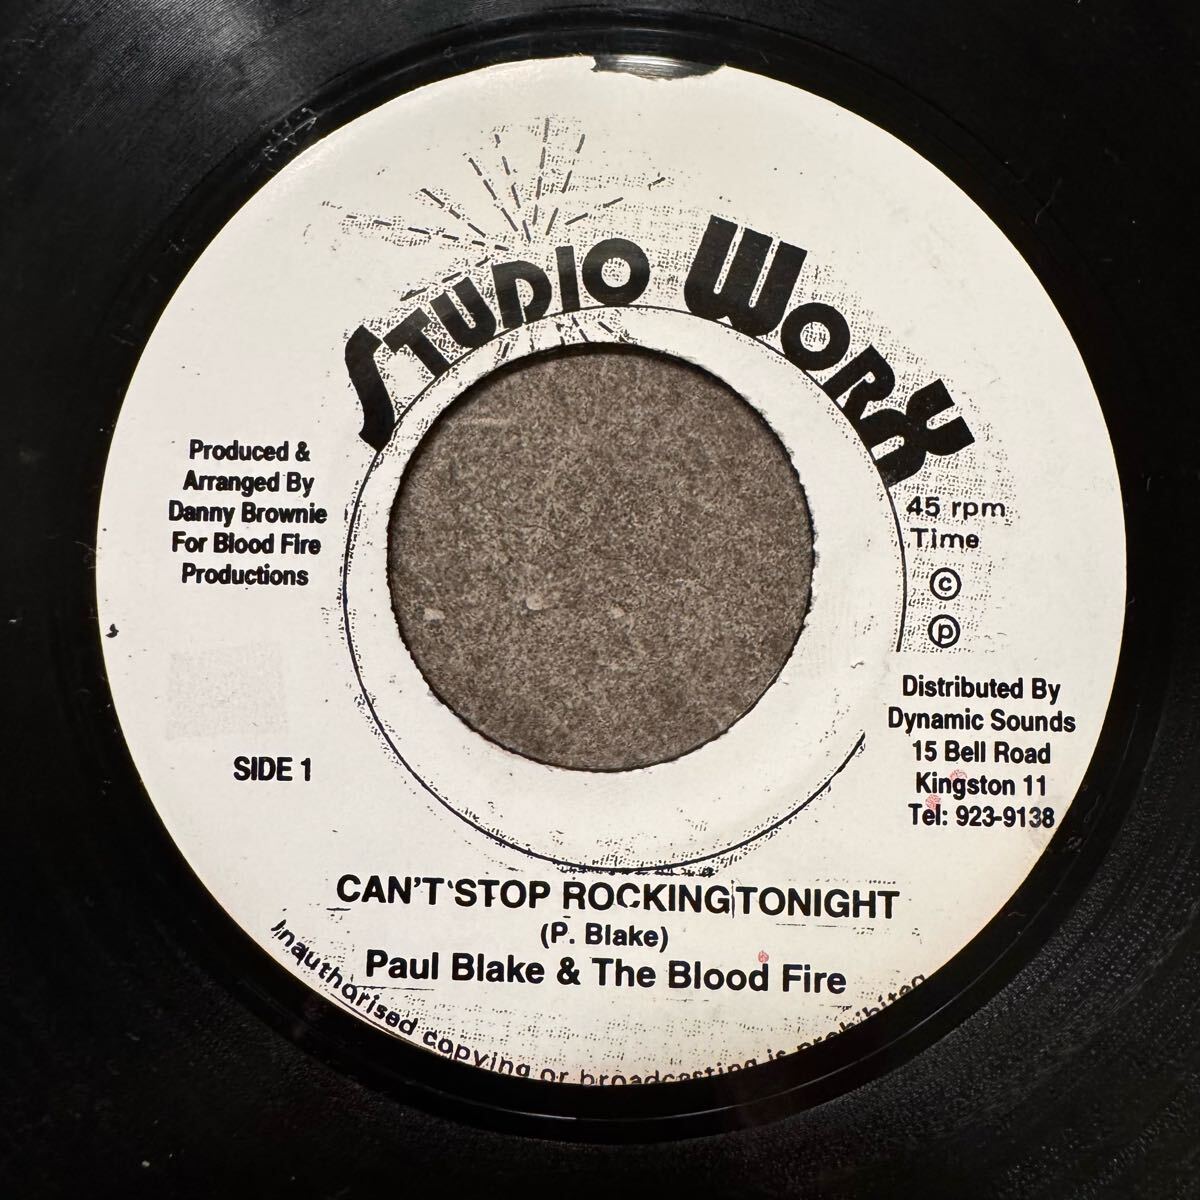 STUDIO WORX
Produced &
Arranged By
Danny Brownie
For Blood Fire
Productions
45 rpm
Time
©
℗
Distributed By
Dynamic Sounds
15 Bell Road
Kingston 11
Tel: 923-9138
SIDE 1
CAN'T STOP ROCKING TONIGHT
(P. Blake)
Paul Blake & The Blood Fire
Inauthorised copying or broadcasting is prohibited